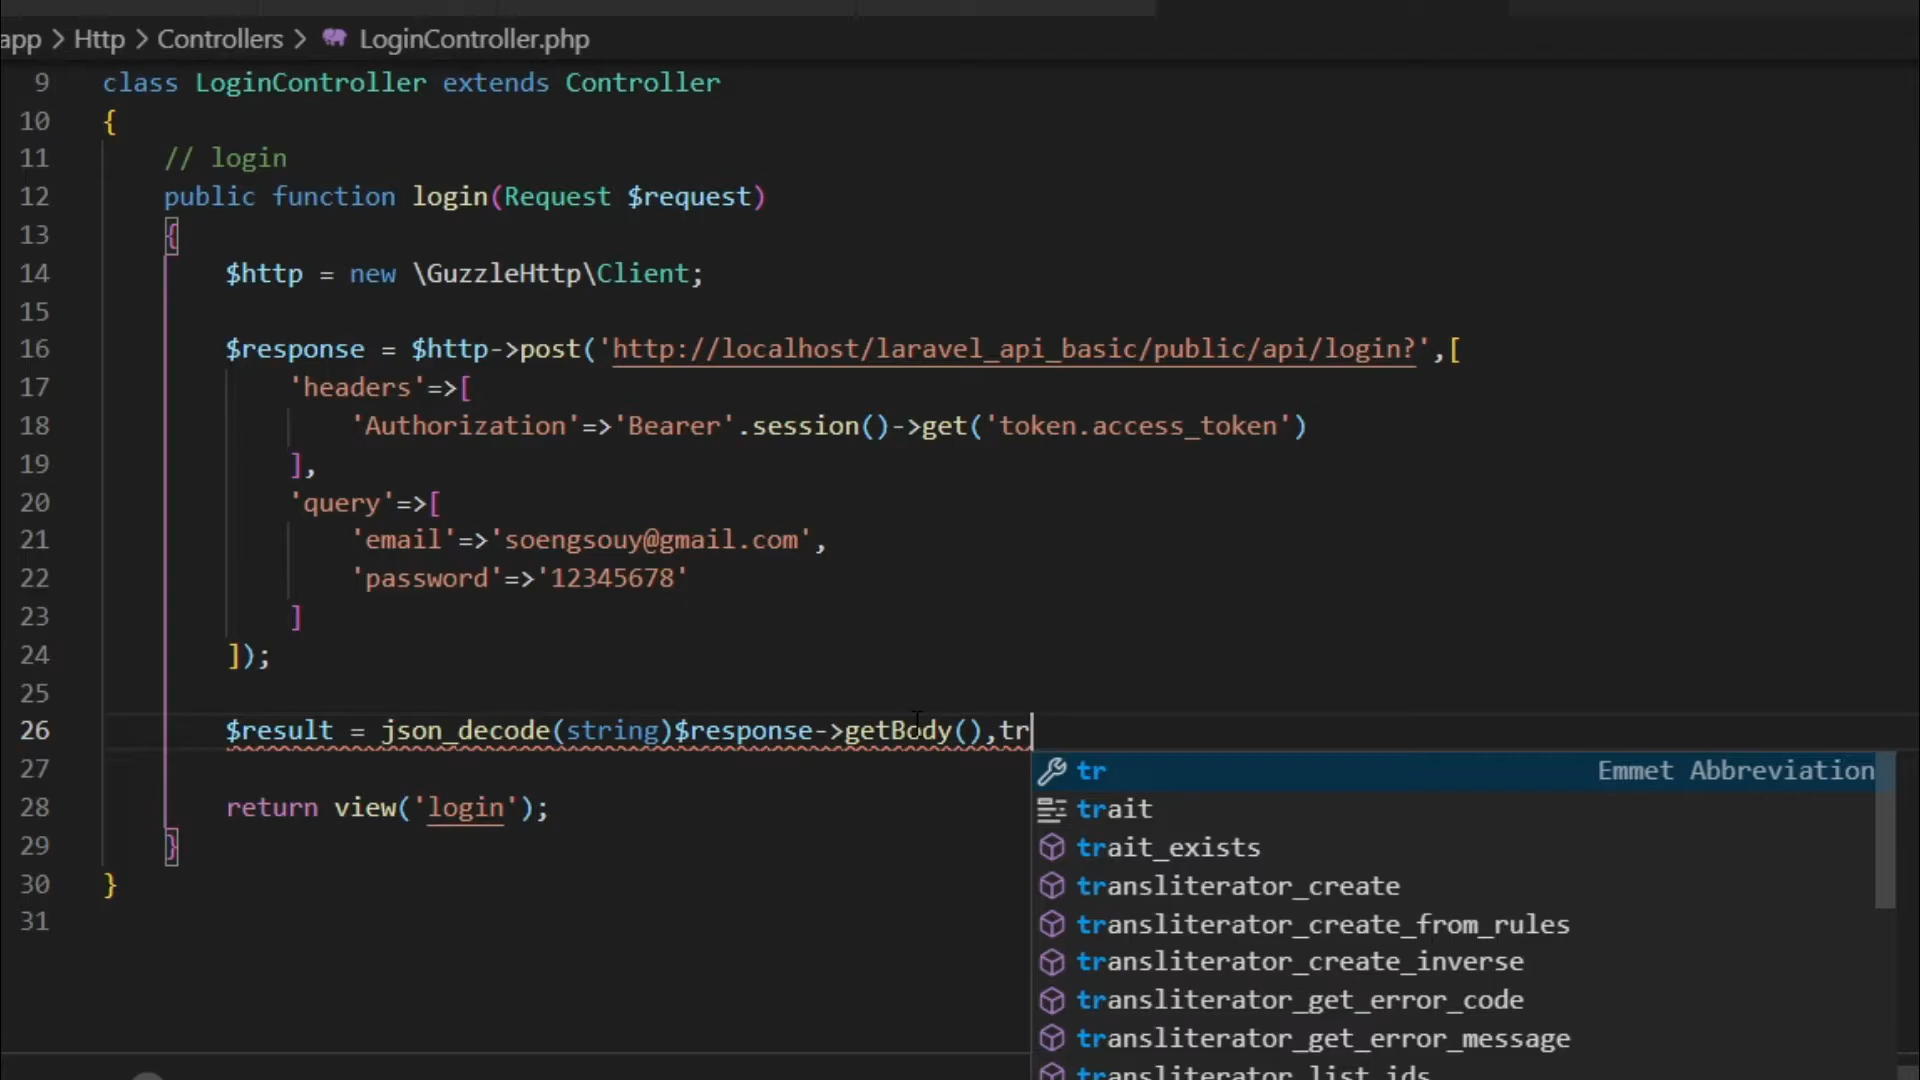 app > Http > Controllers > LoginController.php
9 class LoginController extends Controller
10 {
11 // login
12 public function login(Request $request)
13 {
14 $http = new \GuzzleHttp\Client;
15
16 $response = $http->post('http://localhost/laravel_api_basic/public/api/login?',[
17 'headers'=>[
18 'Authorization'=>'Bearer'.session()->get('token.access_token')
19 ],
20 'query'=>[
21 'email'=>'soengsouy@gmail.com',
22 'password'=>'12345678'
23 ]
24 ]);
25
26 $result = json_decode(string)$response->getBody(),tr
27
tr Emmet Abbreviation
trait
28 return view('login');
trait_exists
29 }
transliterator_create
30 }
transliterator_create_from_rules
31
transliterator_create_inverse
transliterator_get_error_code
transliterator_get_error_message
transliterator_list_ids